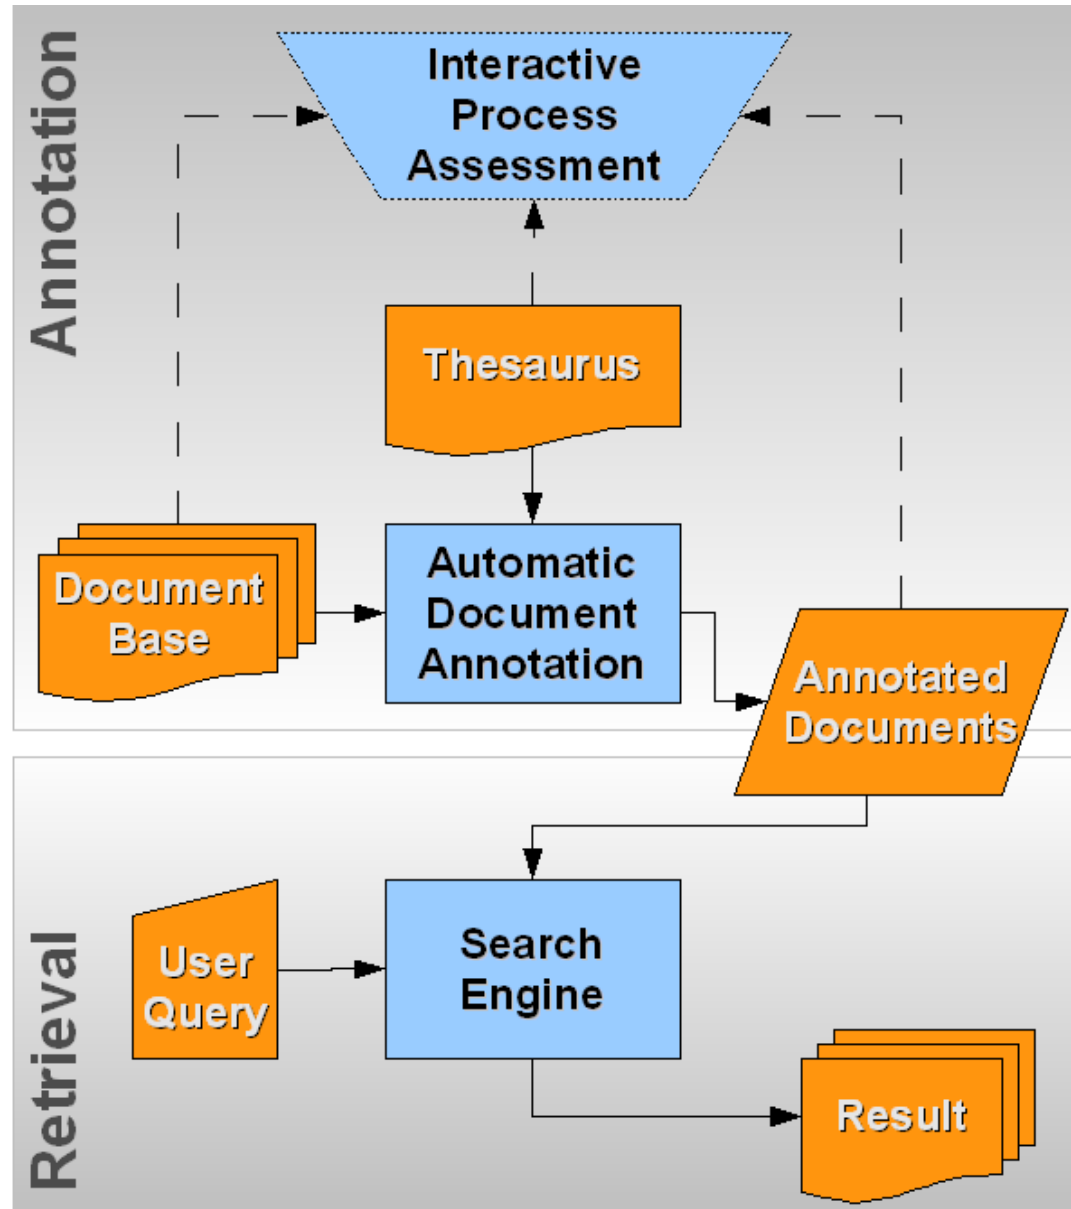 Annotation
Interactive
Process
Assessment
Thesaurus
Document
Base
Automatic
Document
Annotation
Annotated
Documents
Retrieval
User
Query
Search
Engine
Result